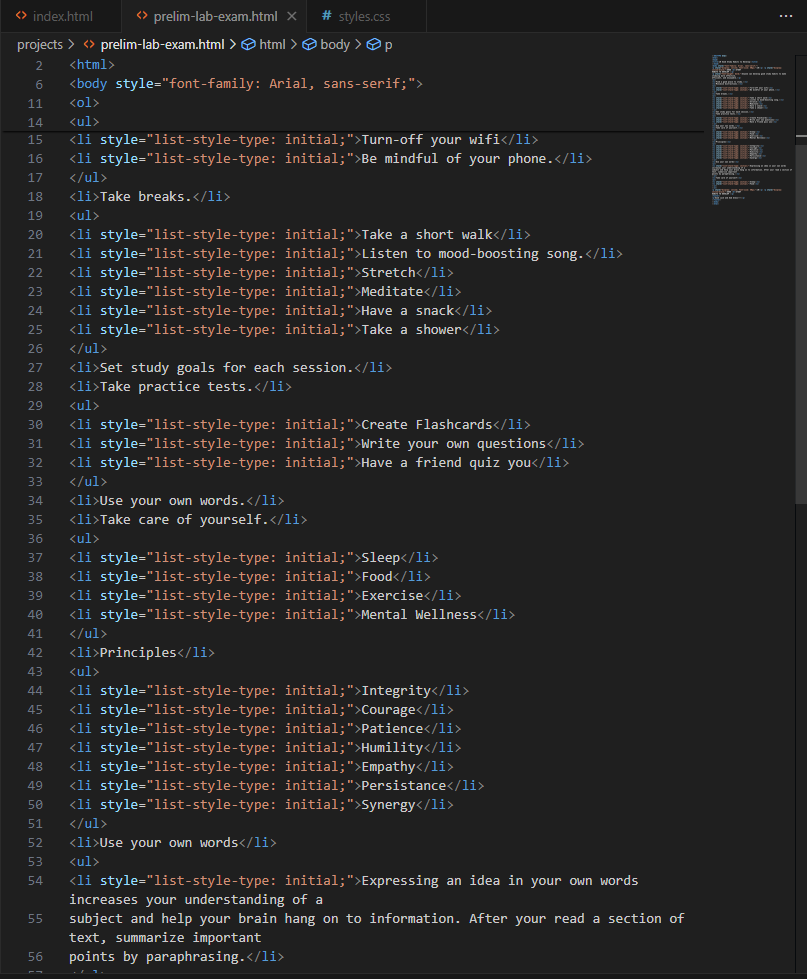 index.html
prelim-lab-exam.html
# styles.css
projects > prelim-lab-exam.html > html > body > p
2 <html>
6 <body style="font-family: Arial, sans-serif;">
11 <ol>
14 <ul>
15 <li style="list-style-type: initial;">Turn-off your wifi</li>
16 <li style="list-style-type: initial;">Be mindful of your phone.</li>
17 </ul>
18 <li>Take breaks.</li>
19 <ul>
20 <li style="list-style-type: initial;">Take a short walk</li>
21 <li style="list-style-type: initial;">Listen to mood-boosting song.</li>
22 <li style="list-style-type: initial;">Stretch</li>
23 <li style="list-style-type: initial;">Meditate</li>
24 <li style="list-style-type: initial;">Have a snack</li>
25 <li style="list-style-type: initial;">Take a shower</li>
26 </ul>
27 <li>Set study goals for each session.</li>
28 <li>Take practice tests.</li>
29 <ul>
30 <li style="list-style-type: initial;">Create Flashcards</li>
31 <li style="list-style-type: initial;">Write your own questions</li>
32 <li style="list-style-type: initial;">Have a friend quiz you</li>
33 </ul>
34 <li>Use your own words.</li>
35 <li>Take care of yourself.</li>
36 <ul>
37 <li style="list-style-type: initial;">Sleep</li>
38 <li style="list-style-type: initial;">Food</li>
39 <li style="list-style-type: initial;">Exercise</li>
40 <li style="list-style-type: initial;">Mental Wellness</li>
41 </ul>
42 <li>Principles</li>
43 <ul>
44 <li style="list-style-type: initial;">Integrity</li>
45 <li style="list-style-type: initial;">Courage</li>
46 <li style="list-style-type: initial;">Patience</li>
47 <li style="list-style-type: initial;">Humility</li>
48 <li style="list-style-type: initial;">Empathy</li>
49 <li style="list-style-type: initial;">Persistance</li>
50 <li style="list-style-type: initial;">Synergy</li>
51 </ul>
52 <li>Use your own words</li>
53 <ul>
54 <li style="list-style-type: initial;">Expressing an idea in your own words
increases your understanding of a
55 subject and help your brain hang on to information. After your read a section of
text, summarize important
56 points by paraphrasing.</li>